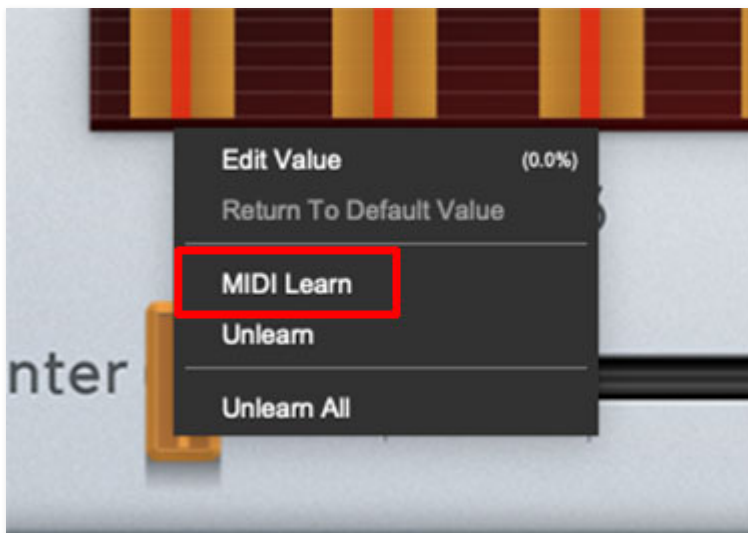 Edit Value (0.0%)
Return To Default Value
MIDI Learn
Unlearn
nter
Unlearn All